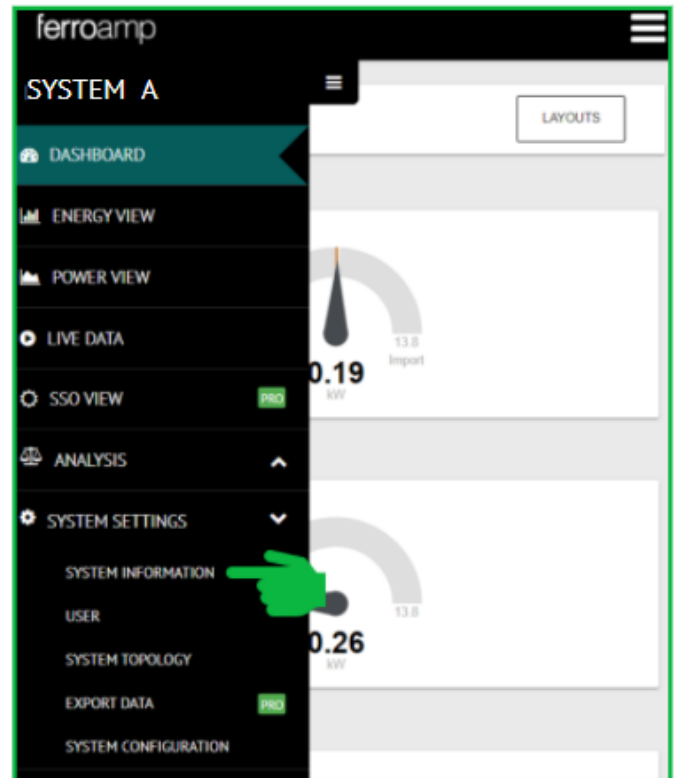 ferroamp
SYSTEM A
LAYOUTS
DASHBOARD
ENERGY VIEW
POWER VIEW
LIVE DATA
13.8
Import
0.19
kW
SSO VIEW PRO
ANALYSIS
SYSTEM SETTINGS
SYSTEM INFORMATION
USER
13.8
0.26
kW
SYSTEM TOPOLOGY
EXPORT DATA PRO
SYSTEM CONFIGURATION